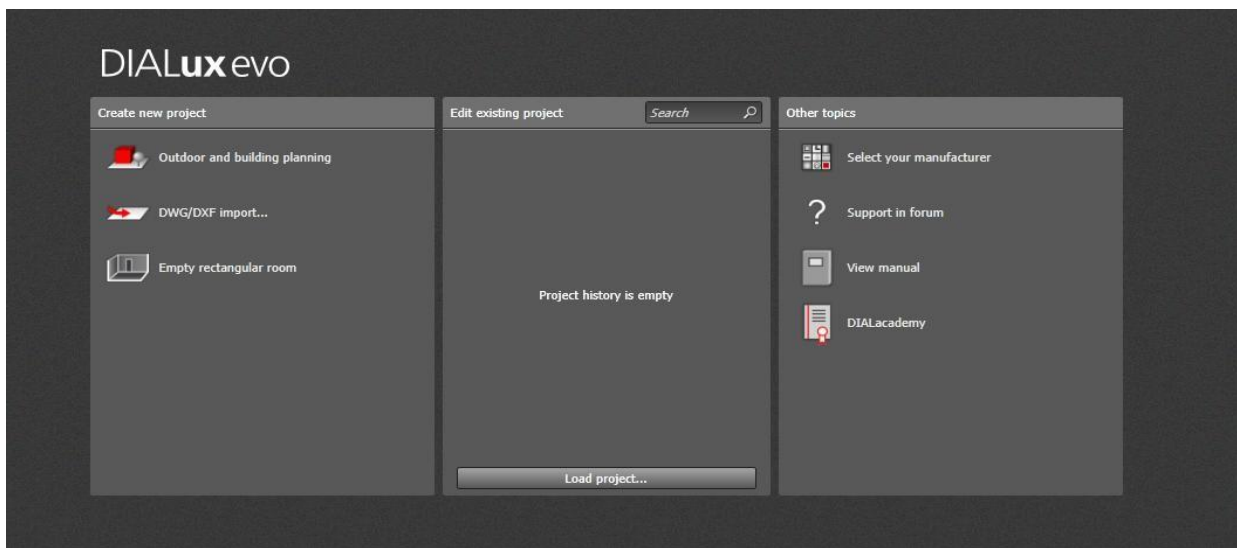 DIALux evo
Create new project
Outdoor and building planning
DWG/DXF import...
Empty rectangular room
Edit existing project
Search
Project history is empty
Load project...
Other topics
Select your manufacturer
Support in forum
View manual
DIALacademy